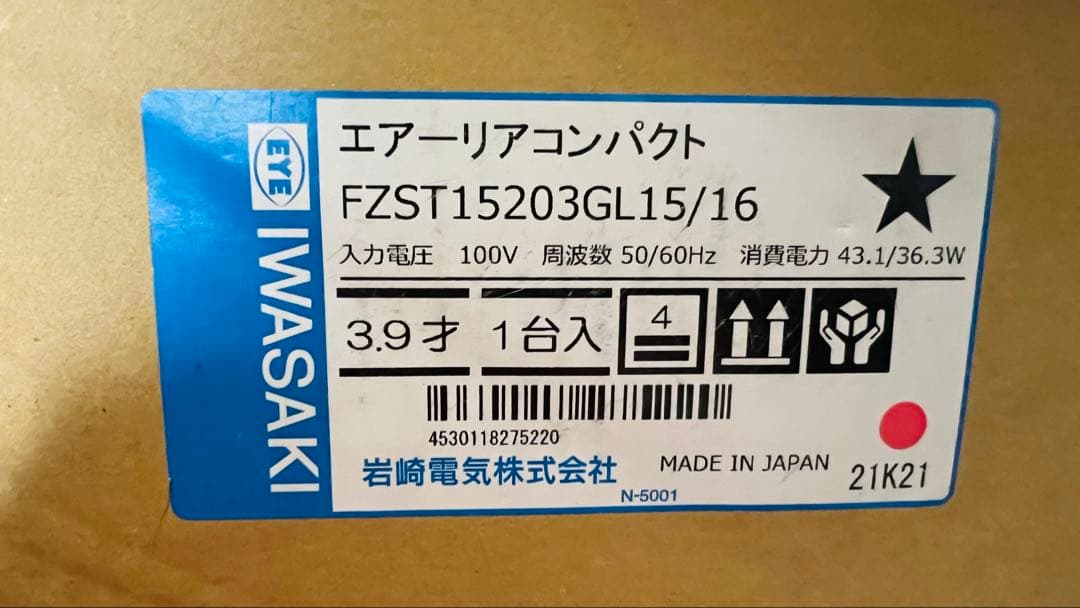 EYE
IWASAKI
エアーリアコンパクト
FZST15203GL15/16
入力電圧 100V 周波数 50/60Hz 消費電力 43.1/36.3W
3.9才 1台入 4
4530118275220
岩崎電気株式会社 MADE IN JAPAN 21K21
N-5001